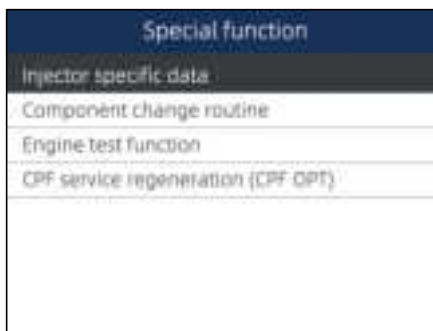 Special function
Injector specific data
Component change routine
Engine test function
CPF service regeneration (CPF OPT)